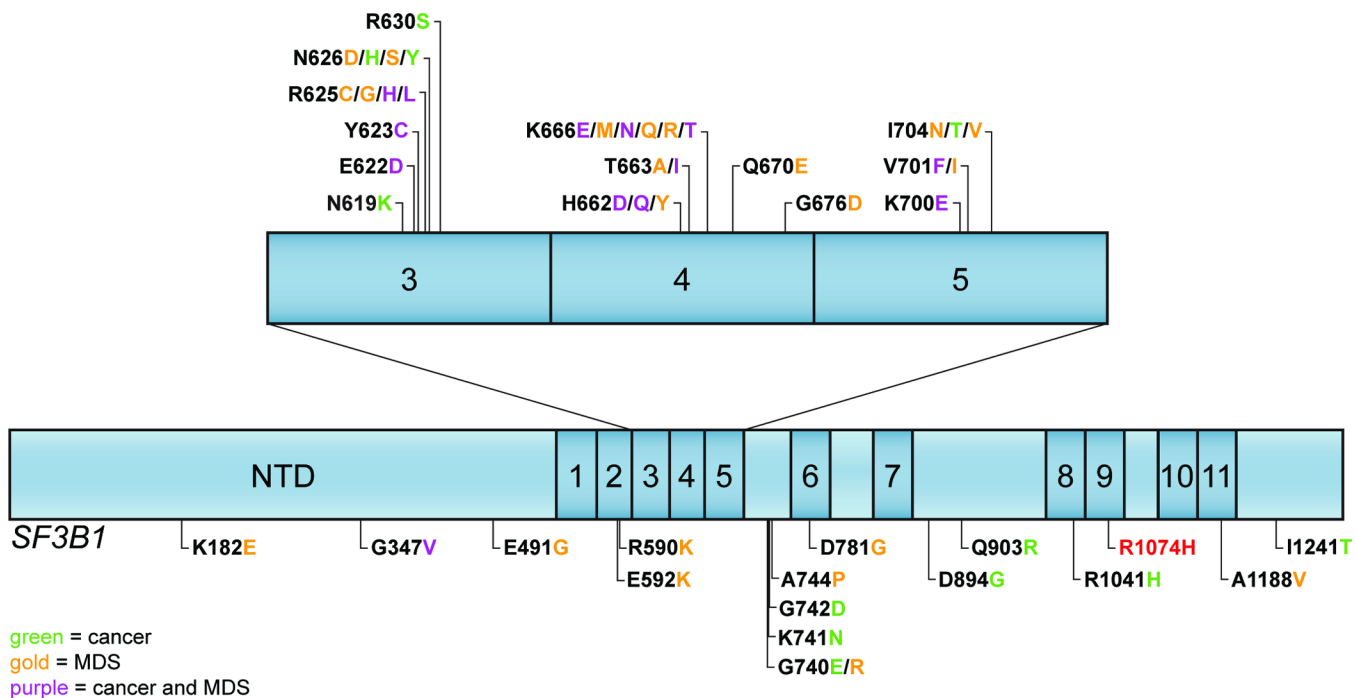 R630S
N626D/H/S/Y
R625C/G/H/L
Y623C
E622D
N619K
K666E/M/N/Q/R/T
T663A/I
H662D/Q/Y
Q670E
G676D
I704N/T/V
V701F/I
K700E
3
4
5
NTD
1
2
3
4
5
6
7
8
9
10
11
SF3B1
K182E
G347V
E491G
R590K
E592K
D781G
A744P
G742D
K741N
G740E/R
Q903R
D894G
R1074H
R1041H
I1241T
A1188V
green = cancer
gold = MDS
purple = cancer and MDS